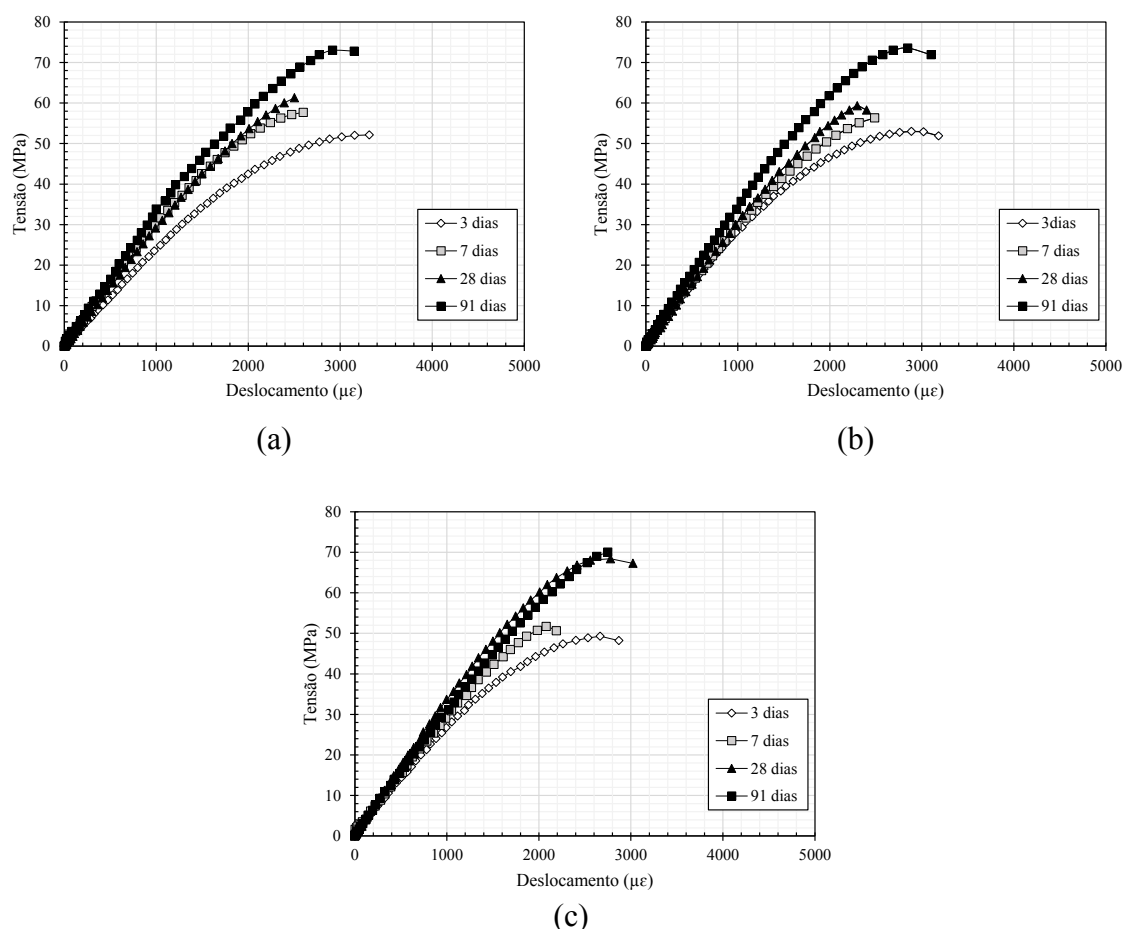 80
70
60
50
40
30
20
10
0
Tensão (MPa)
3 dias
7 dias
28 dias
91 dias
0 1000 2000 3000 4000 5000
Deslocamento (με)
(a)
80
70
60
50
40
30
20
10
0
Tensão (MPa)
3dias
7 dias
28 dias
91 dias
0 1000 2000 3000 4000 5000
Deslocamento (με)
(b)
80
70
60
50
40
30
20
10
0
Tensão (MPa)
3 dias
7 dias
28 dias
91 dias
0 1000 2000 3000 4000 5000
Deslocamento (με)
(c)